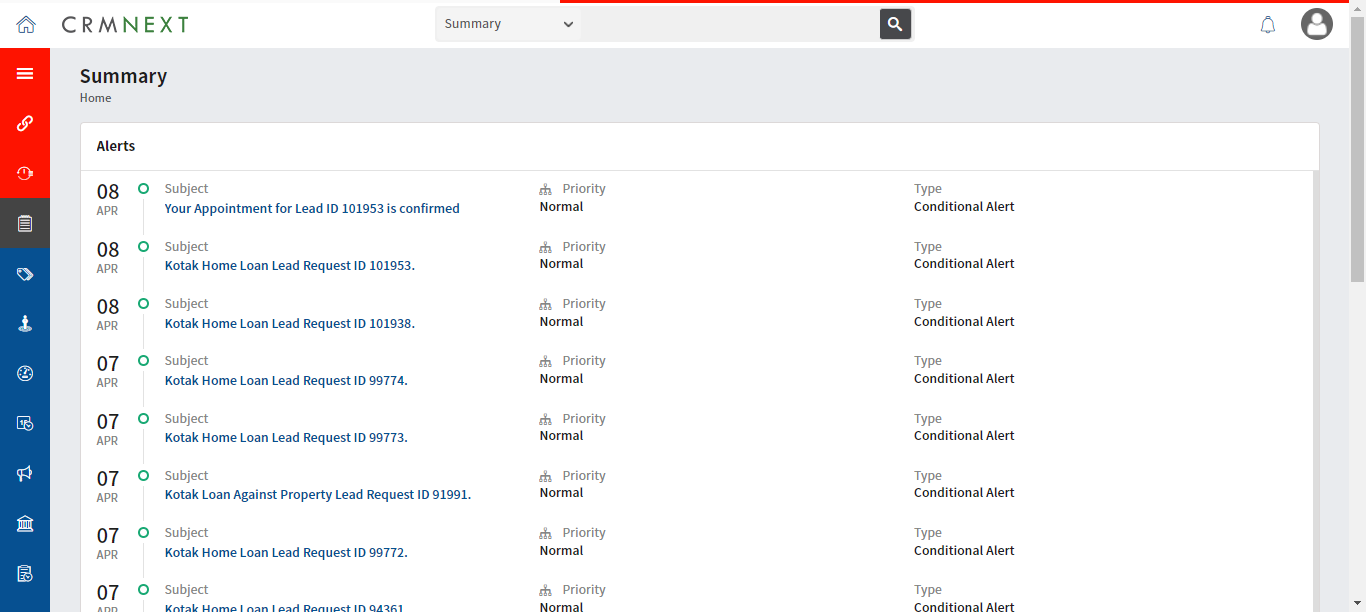 CRMNEXT
Summary
Summary
Home
Alerts
08 APR
Subject
Your Appointment for Lead ID 101953 is confirmed
Priority
Normal
Type
Conditional Alert
08 APR
Subject
Kotak Home Loan Lead Request ID 101953.
Priority
Normal
Type
Conditional Alert
08 APR
Subject
Kotak Home Loan Lead Request ID 101938.
Priority
Normal
Type
Conditional Alert
07 APR
Subject
Kotak Home Loan Lead Request ID 99774.
Priority
Normal
Type
Conditional Alert
07 APR
Subject
Kotak Home Loan Lead Request ID 99773.
Priority
Normal
Type
Conditional Alert
07 APR
Subject
Kotak Loan Against Property Lead Request ID 91991.
Priority
Normal
Type
Conditional Alert
07 APR
Subject
Kotak Home Loan Lead Request ID 99772.
Priority
Normal
Type
Conditional Alert
07 APR
Subject
Kotak Home Loan Lead Request ID 94361
Priority
Normal
Type
Conditional Alert